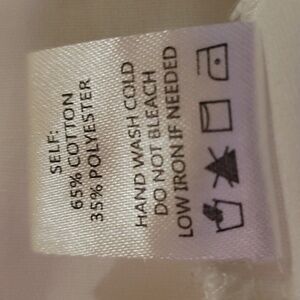 SELF:
65% COTTON
35% POLYESTER
HAND WASH COLD
DO NOT BLEACH
LOW IRON IF NEEDED